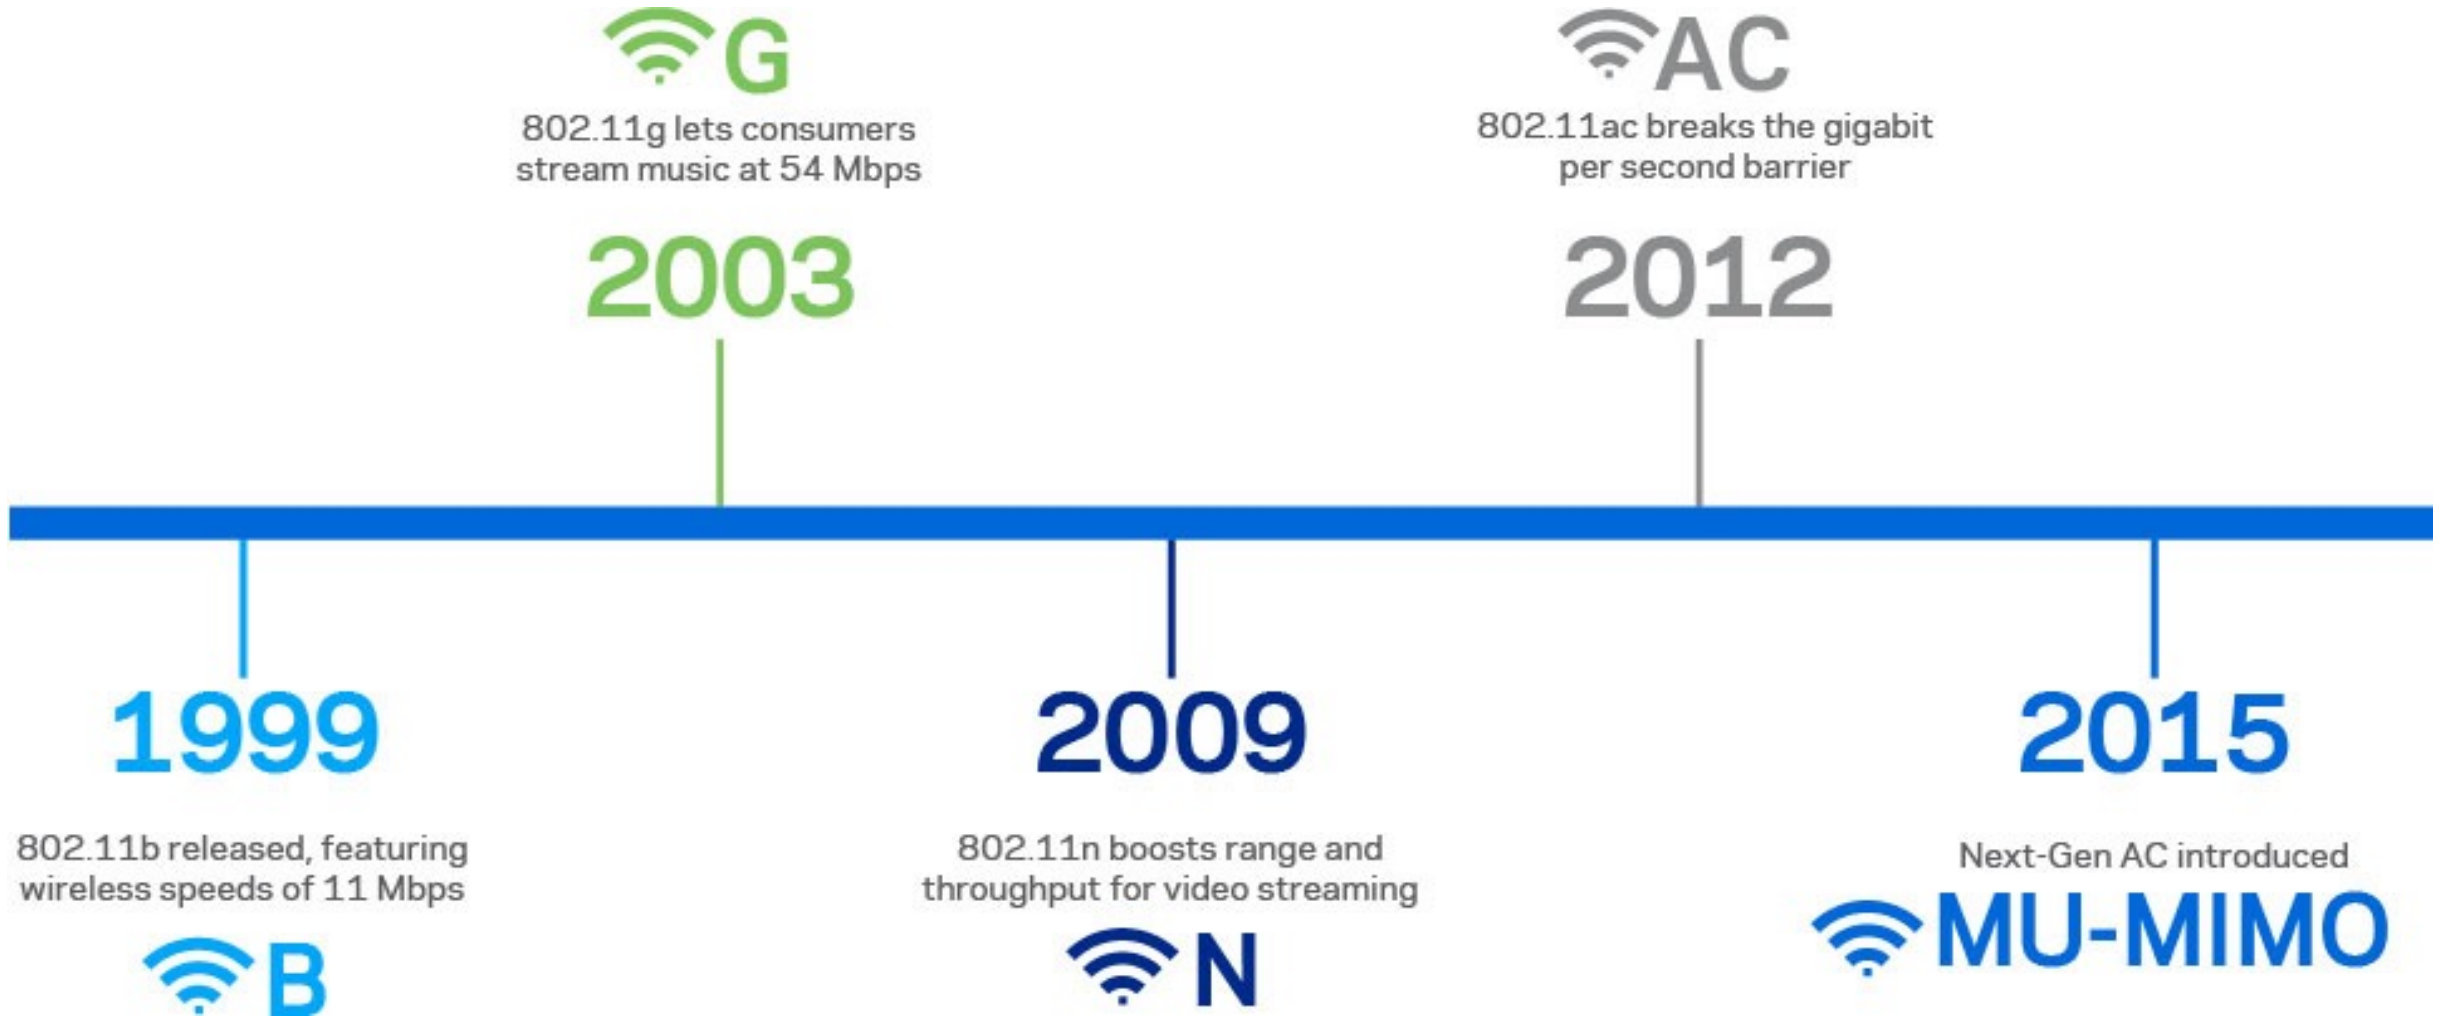 G
802.11g lets consumers
stream music at 54 Mbps
2003
AC
802.11ac breaks the gigabit
per second barrier
2012
1999
802.11b released, featuring
wireless speeds of 11 Mbps
B
2009
802.11n boosts range and
throughput for video streaming
N
2015
Next-Gen AC introduced
MU-MIMO